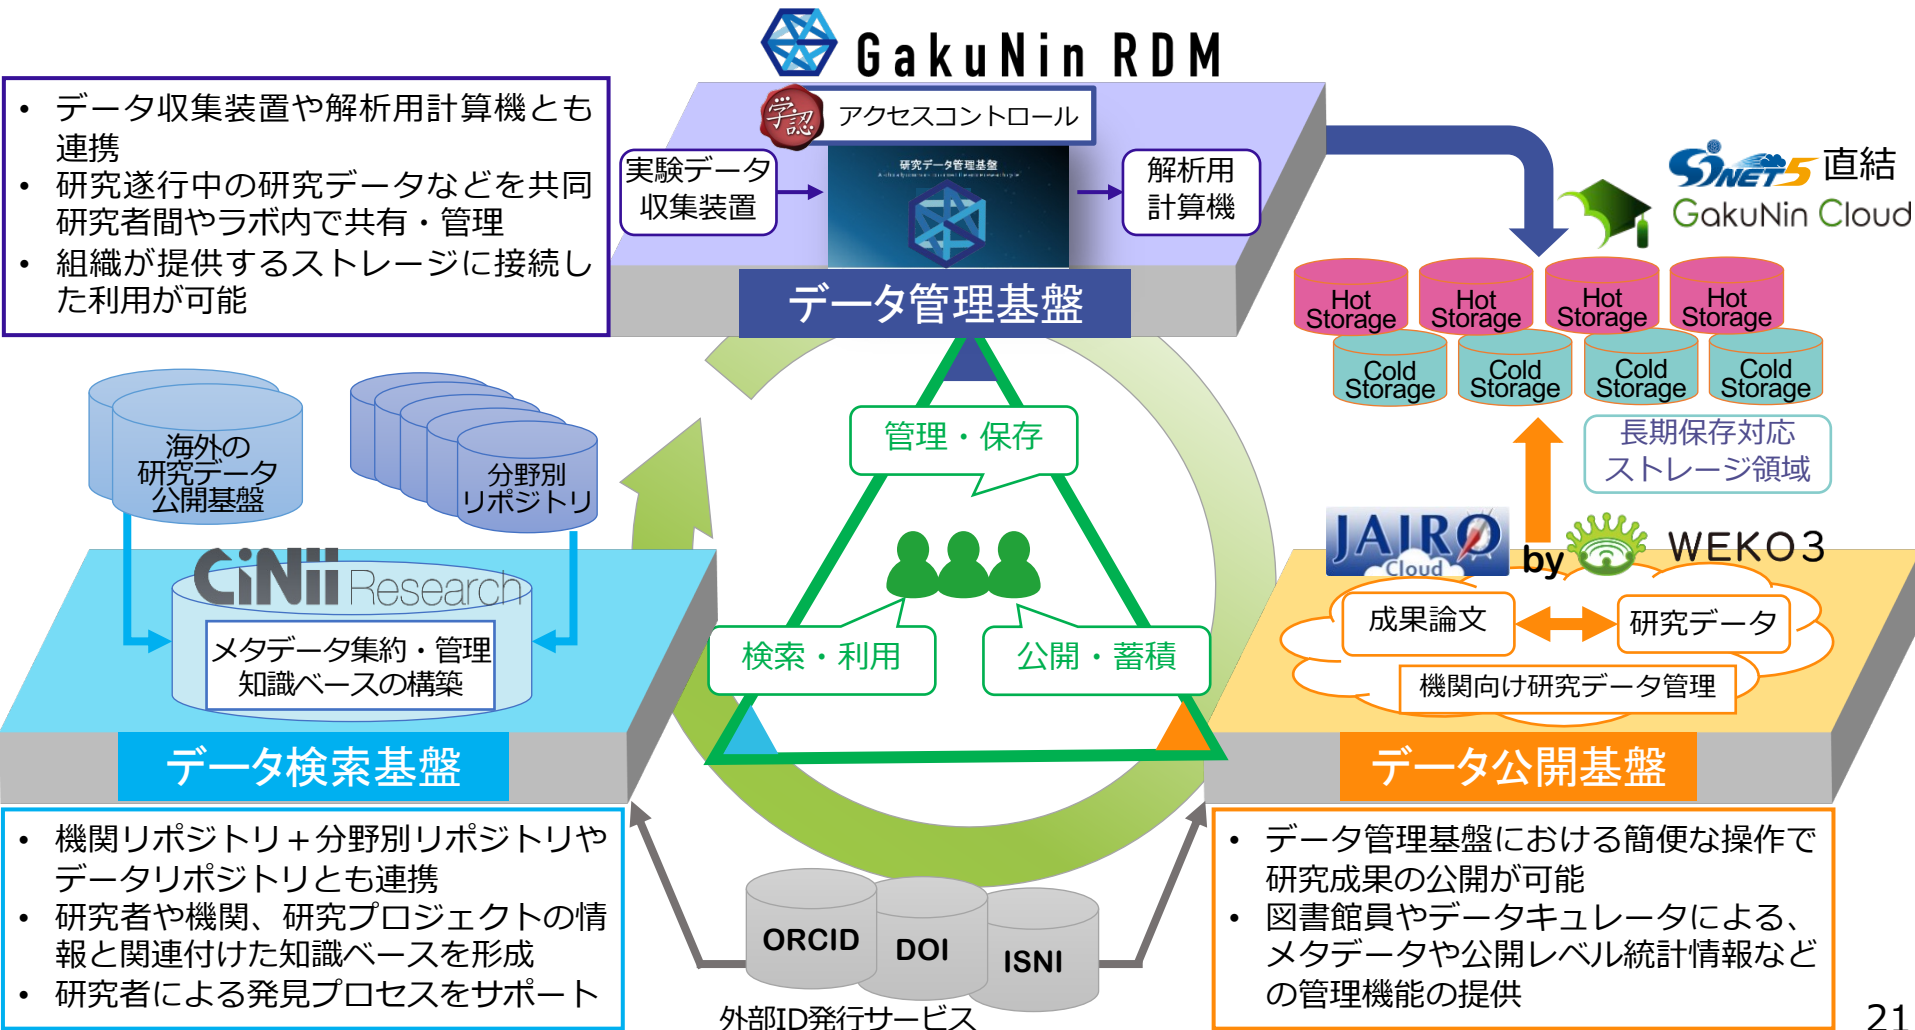 GakuNin RDM
• データ収集装置や解析用計算機とも
連携
• 研究遂行中の研究データなどを共同
研究者間やラボ内で共有・管理
• 組織が提供するストレージに接続し
た利用が可能
学認
アクセスコントロール
実験データ
収集装置
研究データ管理基盤
解析用
計算機
データ管理基盤
SINET5 直結
GakuNin Cloud
Hot
Storage
Hot
Storage
Hot
Storage
Hot
Storage
Cold
Storage
Cold
Storage
Cold
Storage
Cold
Storage
長期保存対応
ストレージ領域
海外の
研究データ
公開基盤
分野別
リポジトリ
管理・保存
検索・利用
公開・蓄積
CiNii Research
メタデータ集約・管理
知識ベースの構築
データ検索基盤
JAIRO
Cloud
by
WEKO3
成果論文
研究データ
機関向け研究データ管理
データ公開基盤
• 機関リポジトリ+分野別リポジトリや
データリポジトリとも連携
• 研究者や機関、研究プロジェクトの情
報と関連付けた知識ベースを形成
• 研究者による発見プロセスをサポート
ORCID
DOI
ISNI
外部ID発行サービス
• データ管理基盤における簡便な操作で
研究成果の公開が可能
• 図書館員やデータキュレータによる、
メタデータや公開レベル統計情報など
の管理機能の提供
21